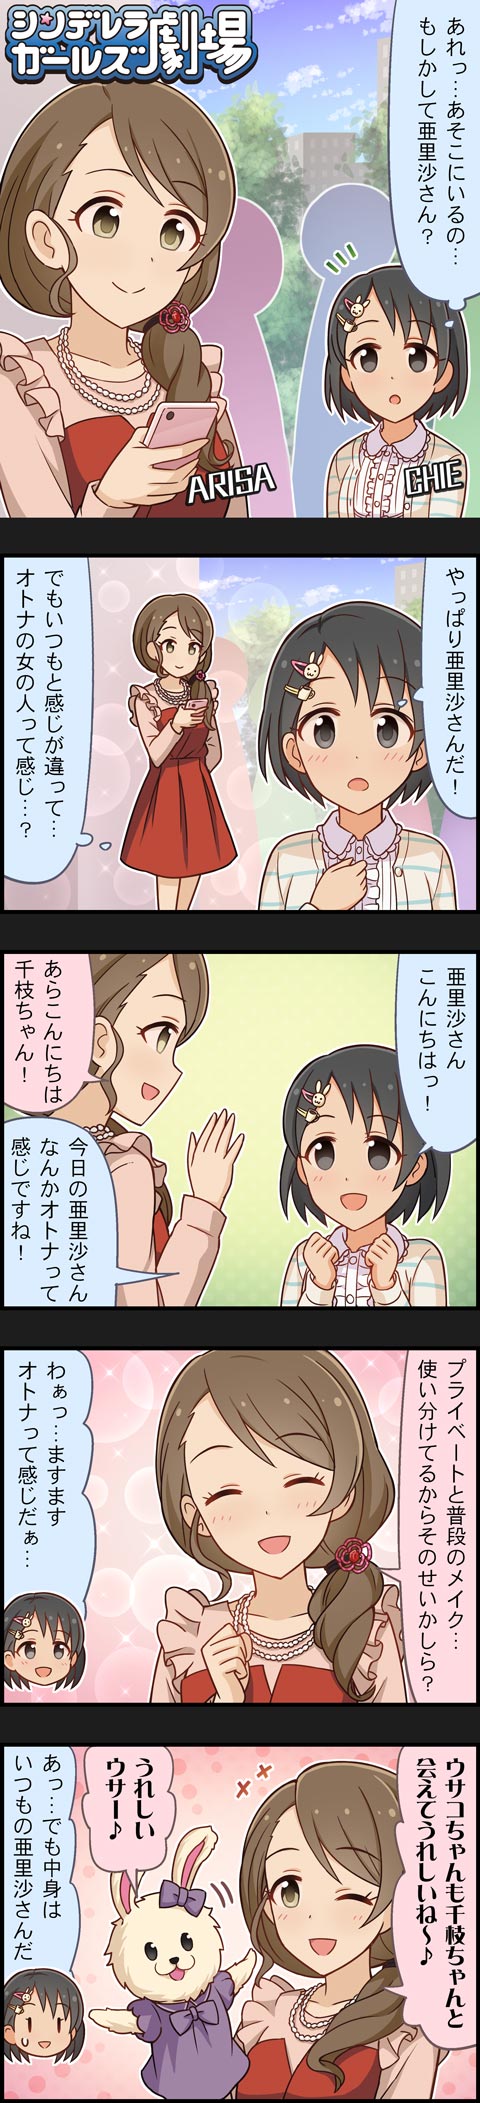 シンデレラ
ガールズ劇場
あれっ…あそこにいるの…
もしかして亜里沙さん？
ARISA
CHIE
やっぱり亜里沙さんだ！
でもいつもと感じが違って…
オトナの女の人って感じ…？
亜里沙さん
こんにちはっ！
あらこんにちは
千枝ちゃん！
今日の亜里沙さん
なんかオトナって
感じですね！
プライベートと普段のメイク…
使い分けてるからそのせいかしら？
わぁっ…ますます
オトナって感じだぁ…
ウサコちゃんも千枝ちゃんと
会えてうれしいね～♪
うれしい
ウサー♪
あっ…でも中身は
いつもの亜里沙さんだ